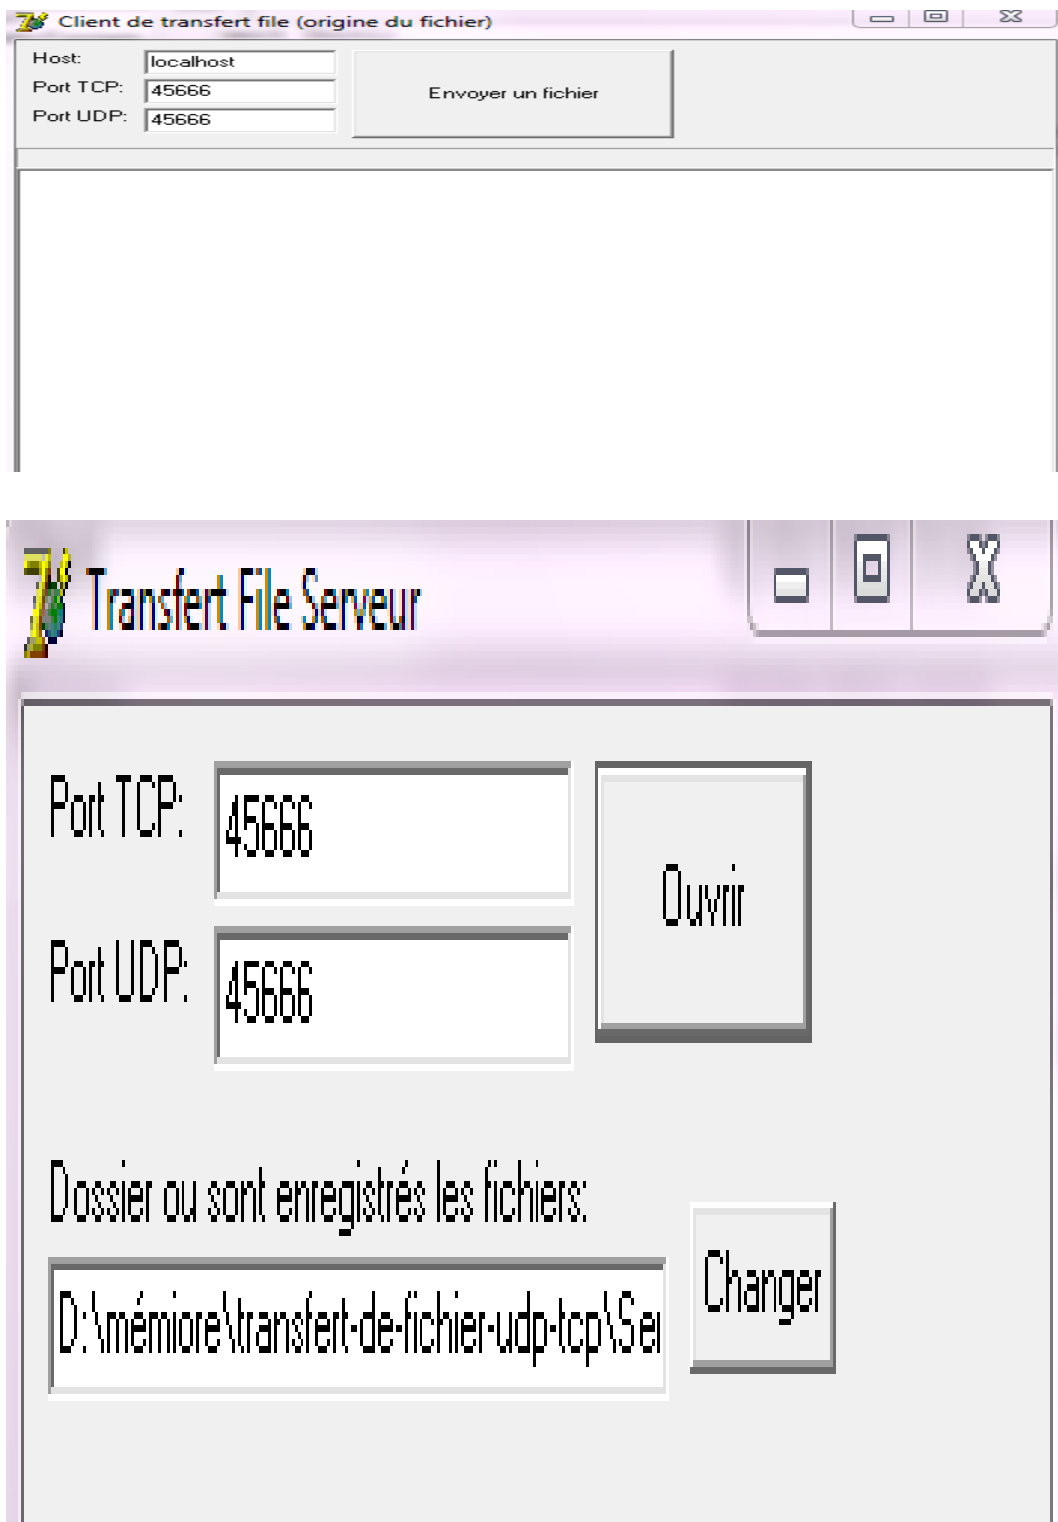 Client de transfert file (origine du fichier)
Host:
localhost
Port TCP:
45666
Port UDP:
45666
Envoyer un fichier
Transfert File Serveur
Port TCP:
45666
Port UDP:
45666
Ouvrir
Dossier ou sont enregistrés les fichiers:
D:\mémiore\transfert-de-fichier-udp-tcp\Ser
Changer